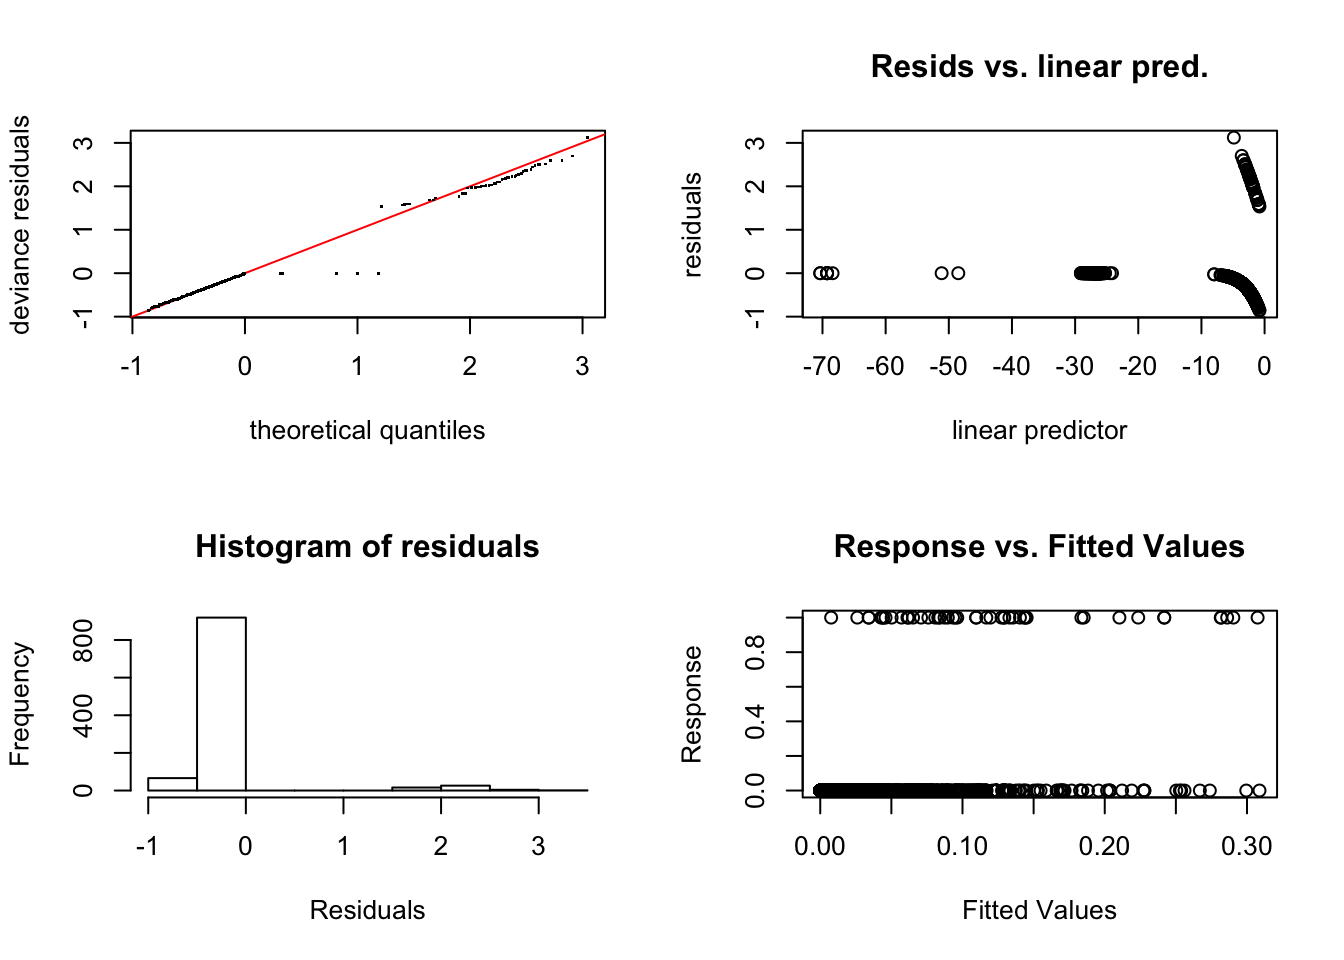 deviance residuals
3
2
1
0
-1
-1 0 1 2 3
theoretical quantiles
Resids vs. linear pred.
residuals
3
2
1
0
-1
-70 -60 -50 -40 -30 -20 -10 0
linear predictor
Histogram of residuals
Frequency
800
400
0
-1 0 1 2 3
Residuals
Response vs. Fitted Values
Response
0.8
0.4
0.0
0.00 0.10 0.20 0.30
Fitted Values